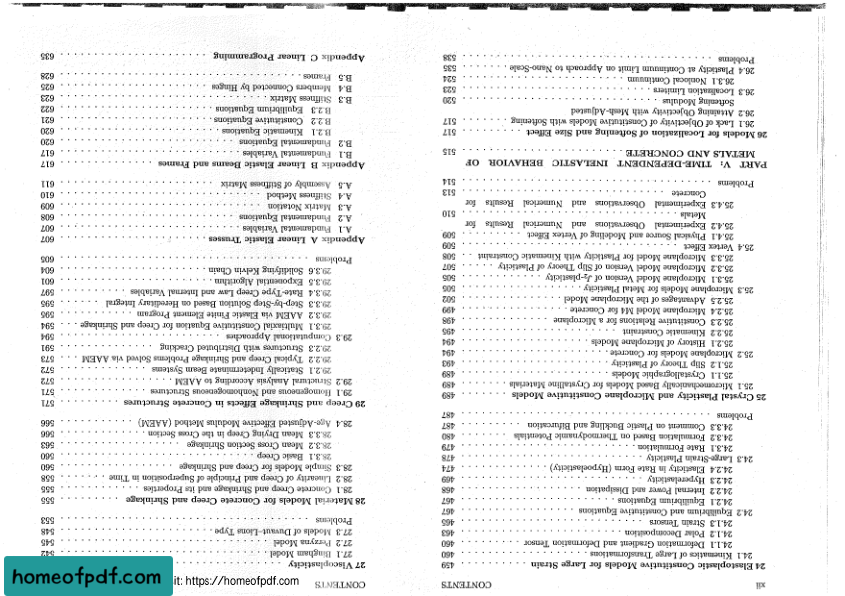 xii CONTENTS
24 Elastoplastic Constitutive Models for Large Strain 459
24.1 Kinematics of Large Transformations 460
24.1.1 Deformation Gradient and Deformation Tensor 460
24.1.2 Polar Decomposition 463
24.1.3 Strain Tensors 465
24.2 Equilibrium and Constitutive Equations 467
24.2.1 Equilibrium Equations 467
24.2.2 Internal Power and Dissipation 468
24.2.3 Hyperelasticity 469
24.2.4 Elasticity in Rate Form (Hypoelasticity) 474
24.3 Large-Strain Plasticity 478
24.3.1 Rate Formulation 479
24.3.2 Formulation Based on Thermodynamic Potentials 480
24.3.3 Comment on Plastic Buckling and Bifurcation 487
Problems 487
25 Crystal Plasticity and Microplane Constitutive Models 489
25.1 Micromechanically Based Models for Crystalline Materials 489
25.1.1 Crystallographic Models 489
25.1.2 Slip Theory of Plasticity 493
25.2 Microplane Models for Concrete 494
25.2.1 History of Microplane Models 494
25.2.2 Kinematic Constraint 495
25.2.3 Constitutive Relations for a Microplane 498
25.2.4 Microplane Model M4 for Concrete 499
25.2.5 Advantages of the Microplane Model 502
25.3 Microplane Models for Metal Plasticity 505
25.3.1 Microplane Model Version of J₂-plasticity 505
25.3.2 Microplane Model Version of Slip Theory of Plasticity 507
25.3.3 Microplane Model for Plasticity with Kinematic Constraint 508
25.4 Vertex Effect 509
25.4.1 Physical Source and Modeling of Vertex Effect 509
25.4.2 Experimental Observations and Numerical Results for
Metals 510
25.4.3 Experimental Observations and Numerical Results for
Concrete 513
Problems 514
PART V: TIME-DEPENDENT INELASTIC BEHAVIOR OF
METALS AND CONCRETE 515
26 Models for Localization of Softening and Size Effect 517
26.1 Lack of Objectivity of Constitutive Models with Softening 517
26.2 Attaining Objectivity with Mesh-Adjusted
Softening Modulus 520
26.3 Localization Limiters 523
26.3.1 Nonlocal Continuum 524
26.4 Plasticity at Continuum Limit on Approach to Nano-Scale 535
Problems 538
CONTENTS
27 Viscoplasticity
27.1 Bingham Model 542
27.2 Perzyna Model 545
27.3 Models of Duvaut–Lions Type 548
Problems 553
28 Material Models for Concrete Creep and Shrinkage 555
28.1 Concrete Creep and Shrinkage and its Properties 555
28.2 Linearity of Creep and Principle of Superposition in Time 558
28.3 Simple Models for Creep and Shrinkage 560
28.3.1 Basic Creep 560
28.3.2 Mean Cross Section Shrinkage 563
28.3.3 Mean Drying Creep in the Cross Section 566
28.4 Age-Adjusted Effective Modulus Method (AAEM) 566
29 Creep and Shrinkage Effects in Concrete Structures 571
29.1 Homogeneous and Nonhomogeneous Structures 571
29.2 Structural Analysis According to AAEM 572
29.2.1 Statically Indeterminate Beam Systems 572
29.2.2 Typical Creep and Shrinkage Problems Solved via AAEM 573
29.2.3 Structures with Distributed Cracking 591
29.3 Computational Approaches 594
29.3.1 Multiaxial Constitutive Equation for Creep and Shrinkage 594
29.3.2 AAEM via Elastic Finite Element Program 595
29.3.3 Step-by-Step Solution Based on Hereditary Integral 595
29.3.4 Rate-Type Creep Law and Internal Variables 597
29.3.5 Exponential Algorithm 601
29.3.6 Solidifying Kelvin Chain 604
Problems 605
Appendix A Linear Elastic Trusses 607
A.1 Fundamental Variables 607
A.2 Fundamental Equations 608
A.3 Matrix Notation 609
A.4 Stiffness Method 610
A.5 Assembly of Stiffness Matrix 611
Appendix B Linear Elastic Beams and Frames 617
B.1 Fundamental Variables 617
B.2 Fundamental Equations 620
B.2.1 Kinematic Equations 620
B.2.2 Constitutive Equations 621
B.2.3 Equilibrium Equations 622
B.3 Stiffness Matrix 623
B.4 Members Connected by Hinges 625
B.5 Frames 628
Appendix C Linear Programming 635
homeofpdf.com
it: https://homeofpdf.com